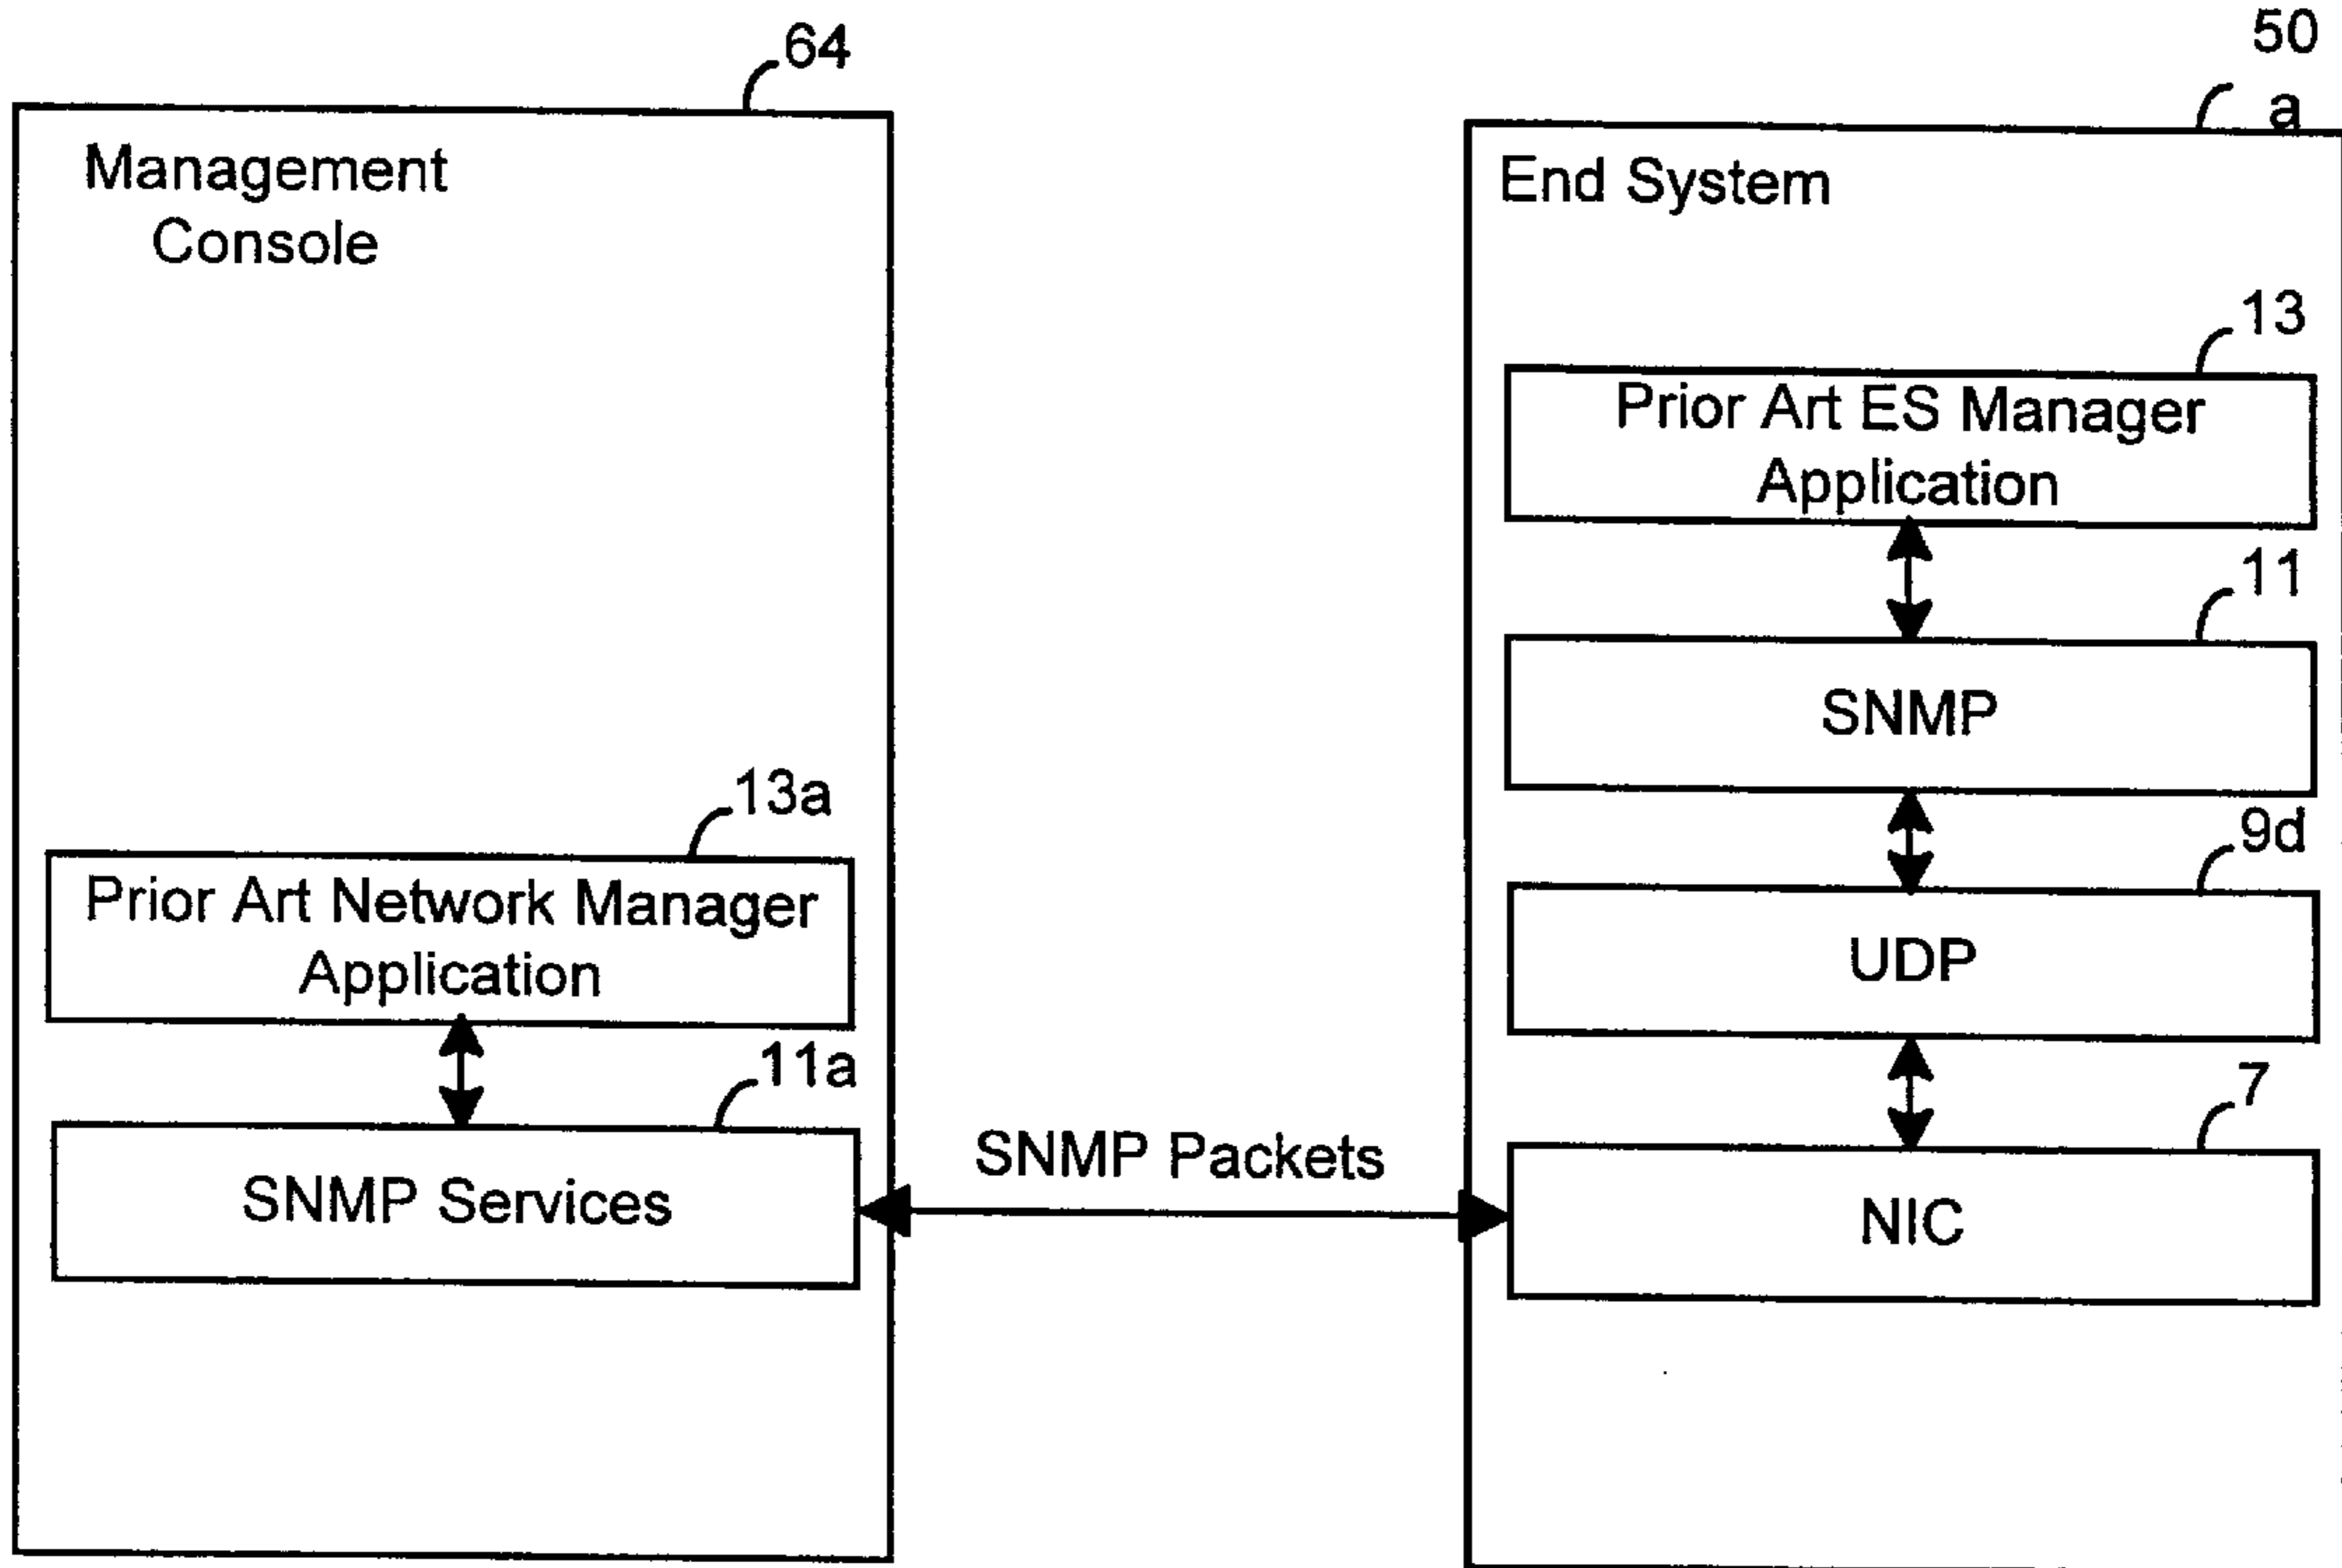 64
Management
Console
13a
Prior Art Network Manager
Application
11a
SNMP Services
SNMP Packets
50
a
End System
13
Prior Art ES Manager
Application
11
SNMP
9d
UDP
7
NIC